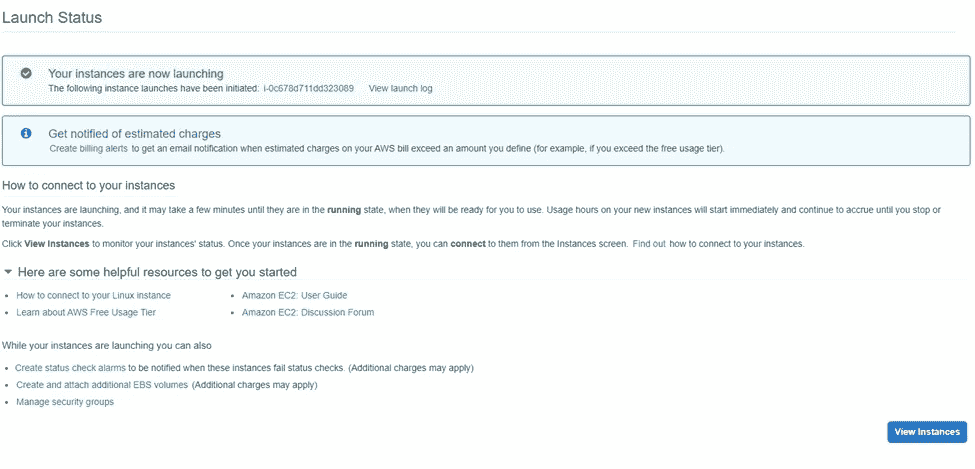 Launch Status
Your instances are now launching
The following instance launches have been initiated: i-0c678d711dd323089 View launch log
Get notified of estimated charges
Create billing alerts to get an email notification when estimated charges on your AWS bill exceed an amount you define (for example, if you exceed the free usage tier).
How to connect to your instances
Your instances are launching, and it may take a few minutes until they are in the running state, when they will be ready for you to use. Usage hours on your new instances will start immediately and continue to accrue until you stop or
terminate your instances.
Click View Instances to monitor your instances' status. Once your instances are in the running state, you can connect to them from the Instances screen. Find out how to connect to your instances.
Here are some helpful resources to get you started
• How to connect to your Linux instance
• Amazon EC2: User Guide
• Learn about AWS Free Usage Tier
• Amazon EC2: Discussion Forum
While your instances are launching you can also
• Create status check alarms to be notified when these instances fail status checks. (Additional charges may apply)
• Create and attach additional EBS volumes (Additional charges may apply)
• Manage security groups
View Instances